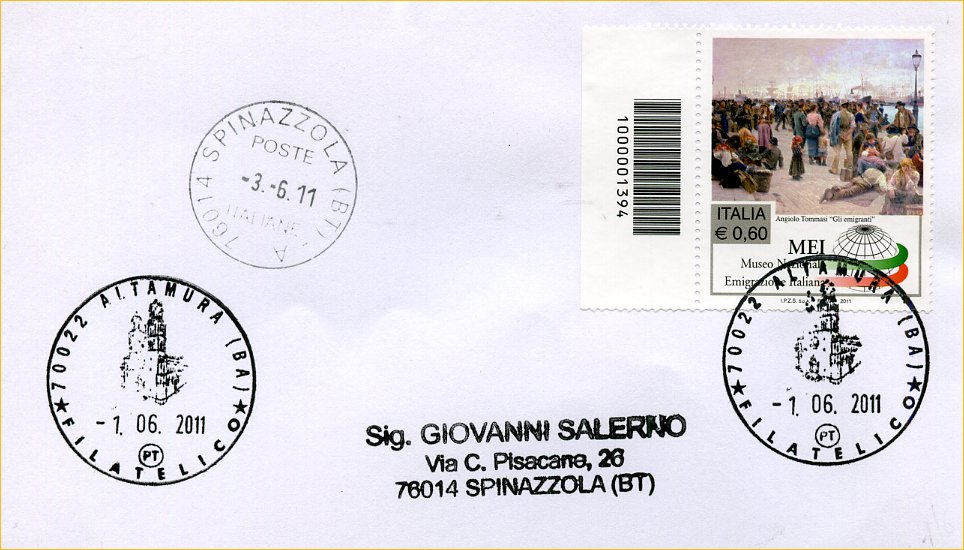 76014 SPINAZZOLA (BT) · A
POSTE
-3.-6.11
ITALIANE
1000001394
ITALIA
€ 0,60
Angiolo Tommasi "Gli emigranti"
MEI
Museo Nazionale
Emigrazione Italiana
I.P.Z.S. 2011
70022 ALTAMURA (BA)
-1. 06. 2011
PT
★ FILATELICO ★
70022 ALTAMURA (BA)
-1. 06. 2011
PT
★ FILATELICO ★
Sig. GIOVANNI SALERNO
Via C. Pisacane, 26
76014 SPINAZZOLA (BT)